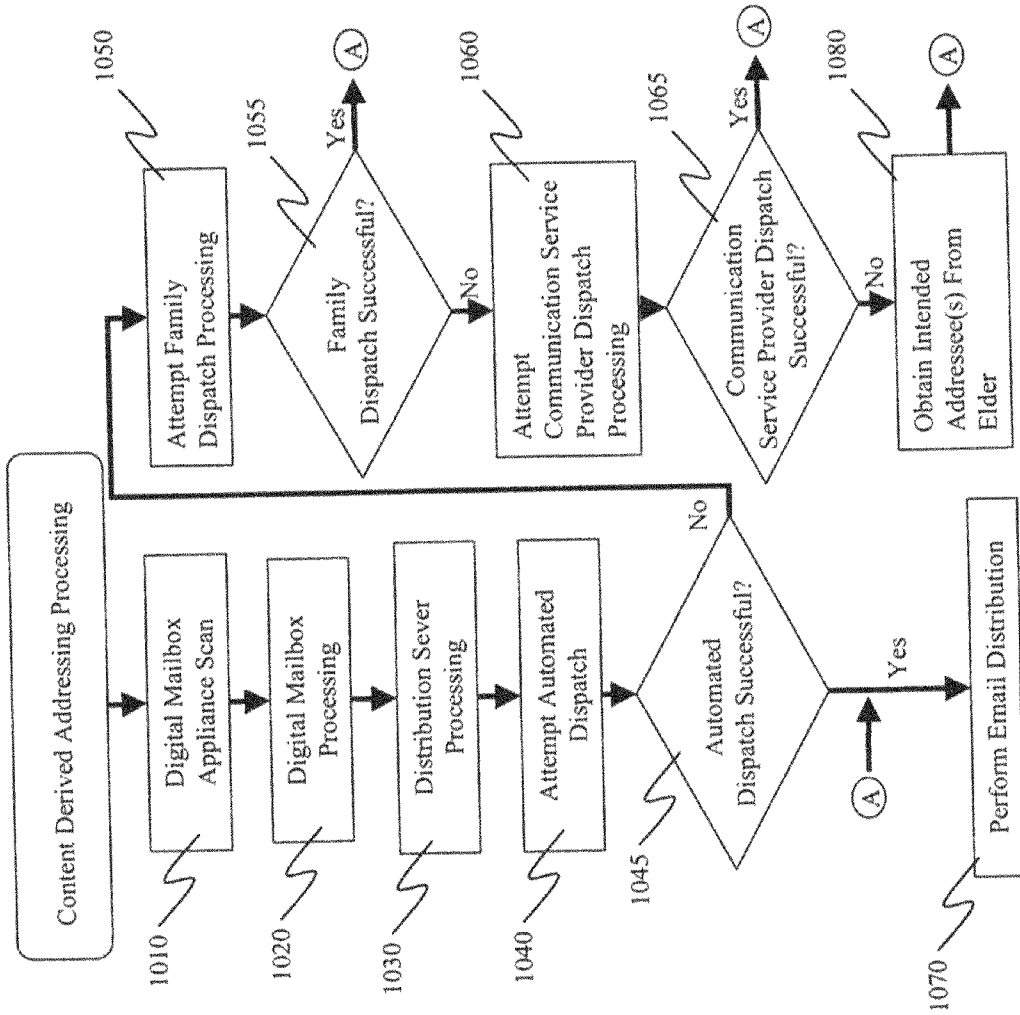 Content Derived Addressing Processing
1010
Digital Mailbox
Appliance Scan
1020
Digital Mailbox
Processing
1030
Distribution Sever
Processing
1040
Attempt Automated
Dispatch
1045
Automated
Dispatch Successful?
No
Yes
A
1070
Perform Email Distribution
1050
Attempt Family
Dispatch Processing
1055
Family
Dispatch Successful?
Yes
A
No
1060
Attempt
Communication Service
Provider Dispatch
Processing
1065
Communication
Service Provider Dispatch
Successful?
Yes
A
No
1080
Obtain Intended
Addressee(s) From
Elder
A